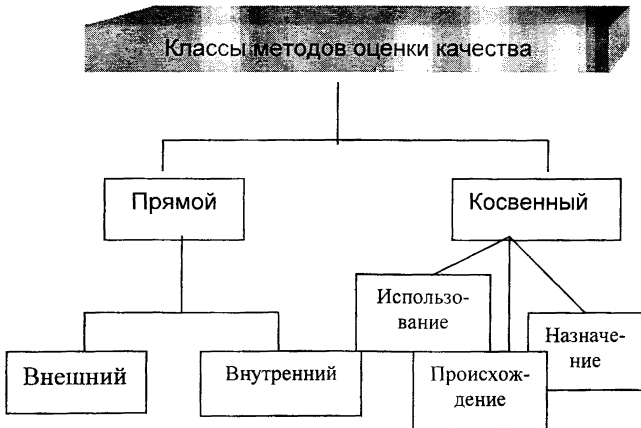 Классы методов оценки качества
Прямой
Косвенный
Использо-
вание
Назначе-
ние
Внешний
Внутренний
Происхож-
дение